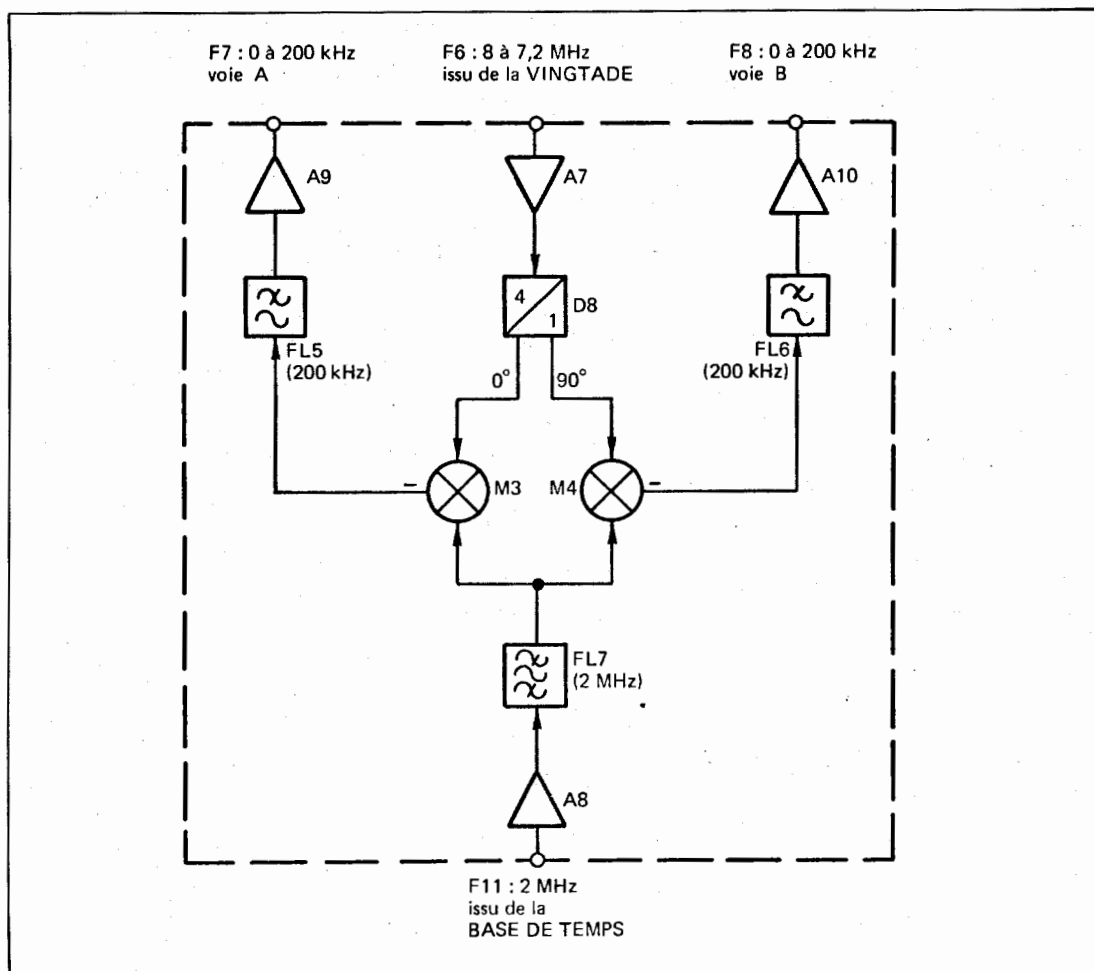 F7 : 0 à 200 kHz
voie A
F6 : 8 à 7,2 MHz
issu de la VINGTADE
F8 : 0 à 200 kHz
voie B
A9
A7
A10
4
1
D8
FL5
(200 kHz)
FL6
(200 kHz)
0°
90°
-
M3
M4
-
FL7
(2 MHz)
A8
F11 : 2 MHz
issu de la
BASE DE TEMPS